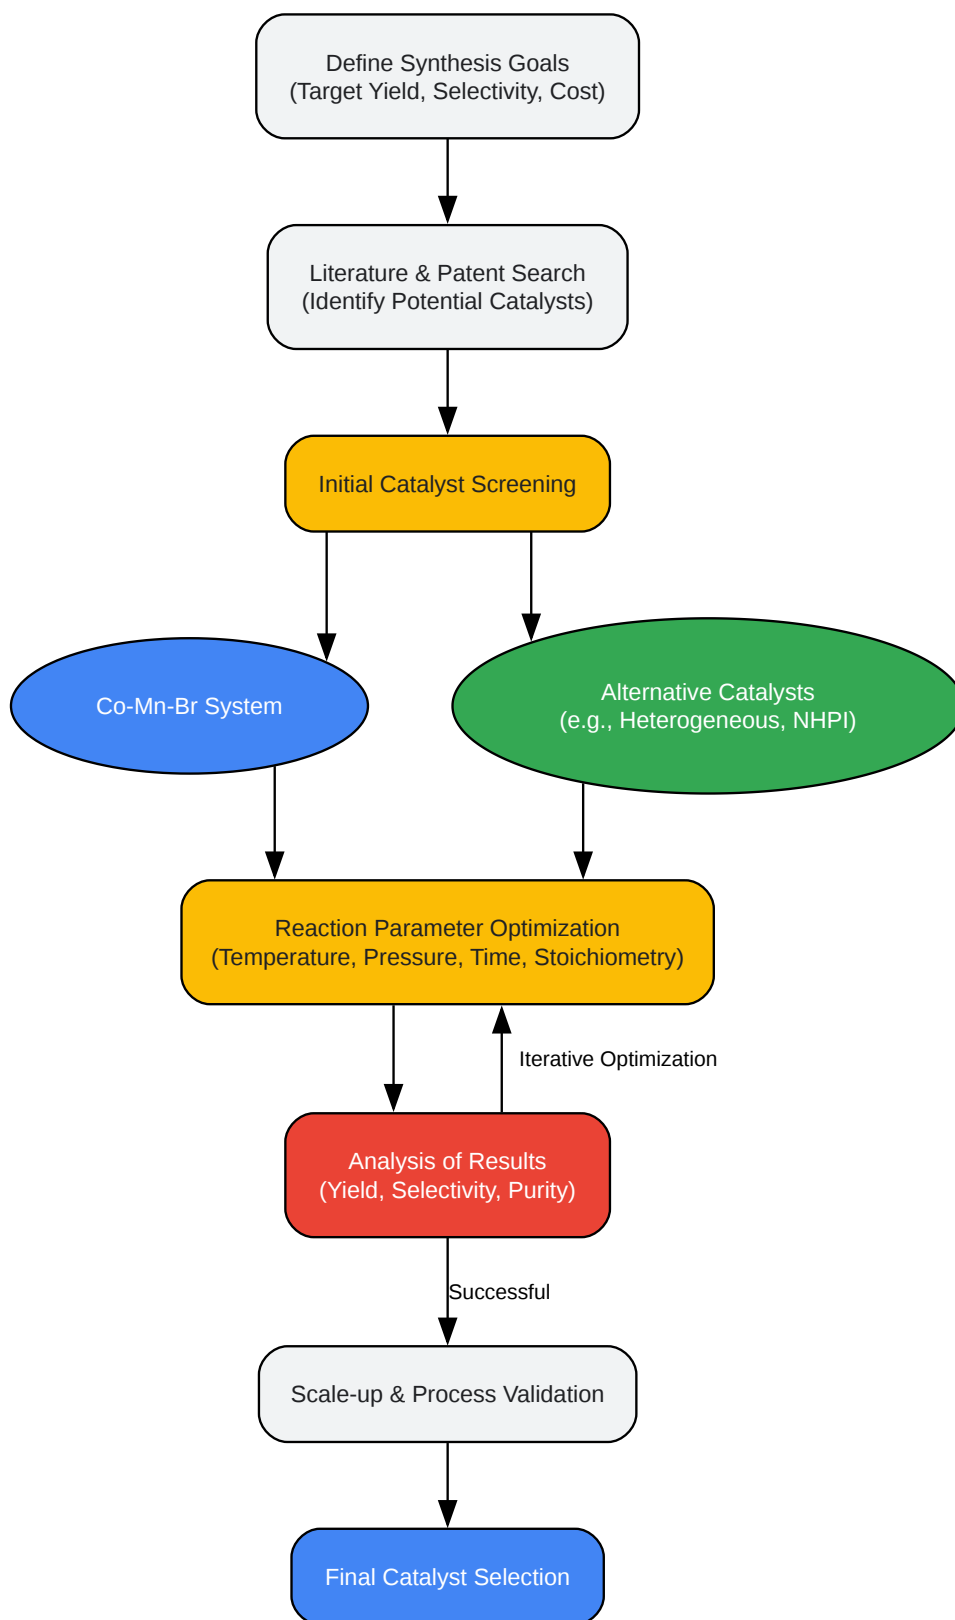 Define Synthesis Goals
(Target Yield, Selectivity, Cost)
Literature & Patent Search
(Identify Potential Catalysts)
Initial Catalyst Screening
Co-Mn-Br System
Alternative Catalysts
(e.g., Heterogeneous, NHPI)
Reaction Parameter Optimization
(Temperature, Pressure, Time, Stoichiometry)
Iterative Optimization
Analysis of Results
(Yield, Selectivity, Purity)
Successful
Scale-up & Process Validation
Final Catalyst Selection